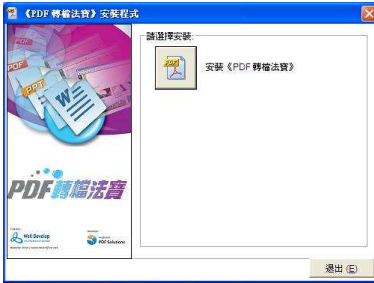 《PDF 轉檔法寶》安裝程式
請選擇安裝:
PDF
安裝《PDF 轉檔法寶》
PDF
PPT
W
PDF轉檔法寶
Well Develop
PDF Solutions
退出 (E)